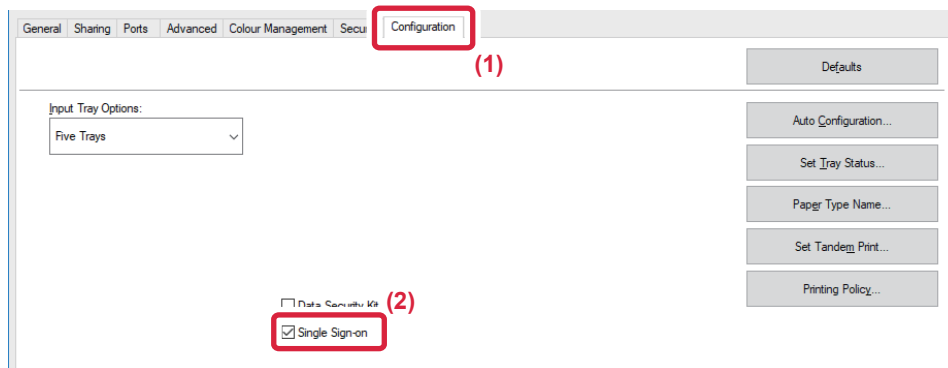 General Sharing Ports Advanced Colour Management Secur Configuration
(1)
Defaults
Input Tray Options:
Five Trays
Auto Configuration...
Set Tray Status...
Paper Type Name...
Set Tandem Print...
Printing Policy...
Data Security Kit
(2)
Single Sign-on